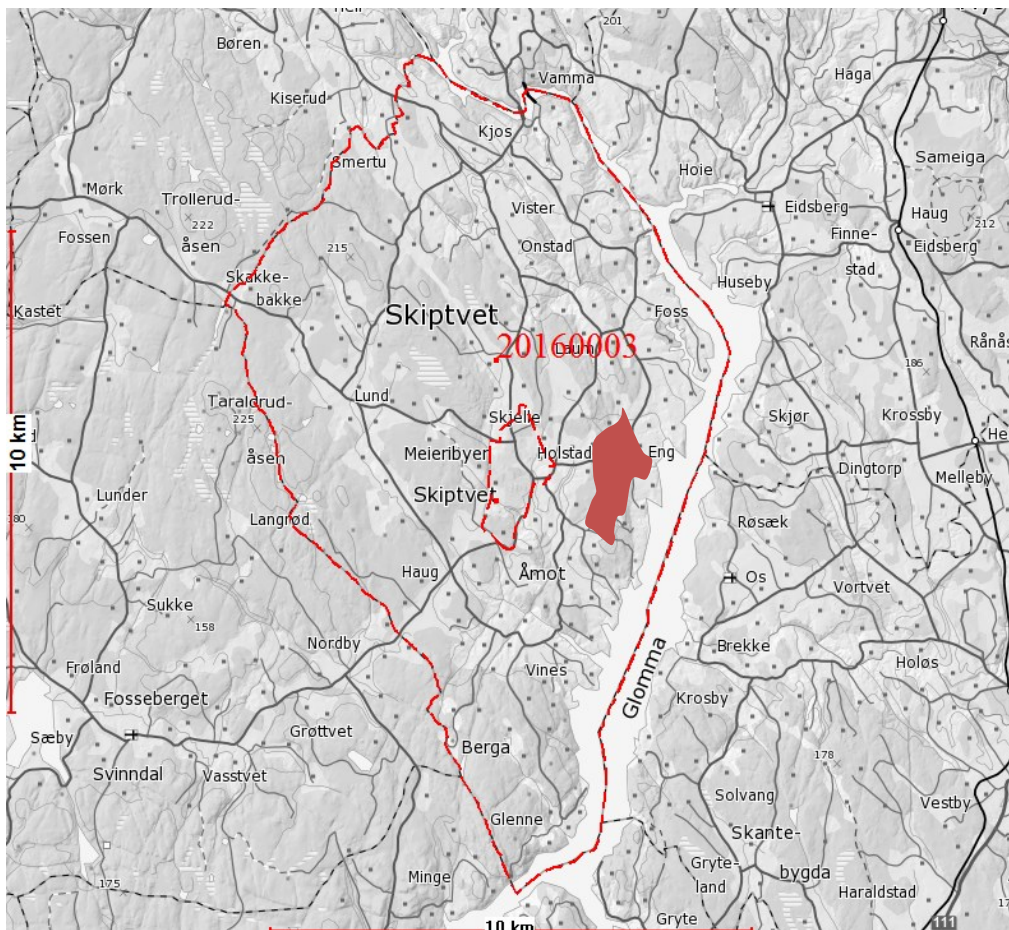 Børen
201
Vamma
Haga
Kiserud
Kjos
Smertu
Hoie
Sameiga
Mørk
Trollerud-
222
åsen
Vister
Eidsberg
Haug
212
Fossen
215
Onstad
Finne-
stad
Eidsberg
Skakke-
bakke
Huseby
Kastet
Skiptvet
Foss
20160003
Laum
Rånås
186
Lund
Taraldrud-
225
åsen
Skjelle
Skjør
Krossby
He
10 km
Meieribyen
Holstad
Eng
Dingtorp
Melleby
Lunder
Skiptvet
180
Langrød
Røsæk
Haug
Åmot
Os
Vortvet
Sukke
158
Nordby
Brekke
Frøland
Vines
Holøs
Fosseberget
Glomma
Krosby
Sæby
Grøttvet
Berga
178
Svinndal
Vasstvet
Solvang
Vestby
Glenne
Skante-
bygda
Gryte-
land
Minge
175
Haraldstad
Gryte
111
10 km